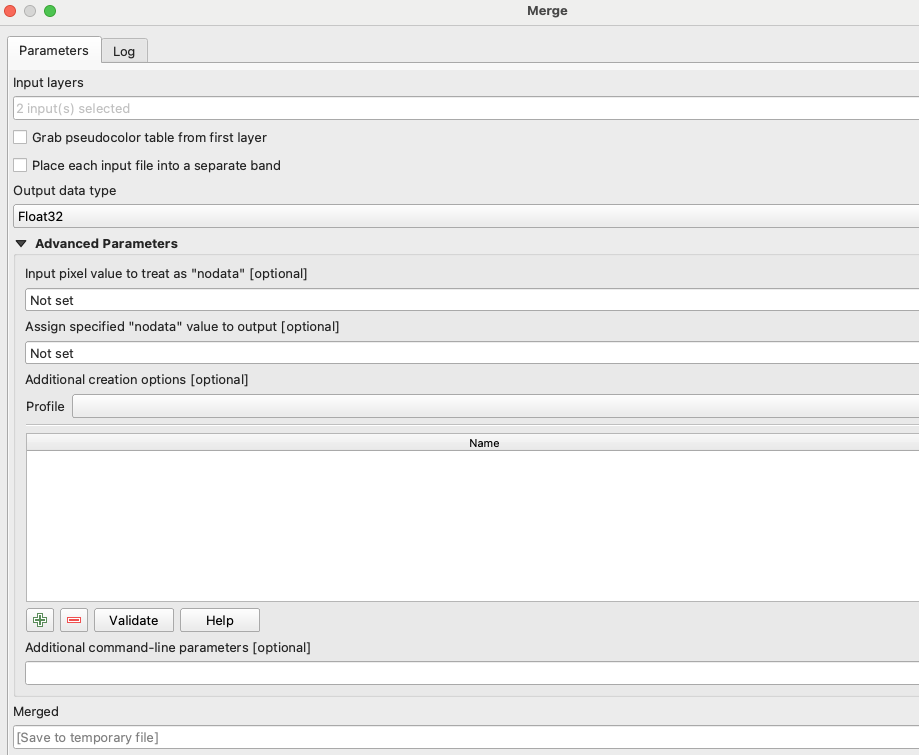 Merge
Parameters
Log
Input layers
2 input(s) selected
Grab pseudocolor table from first layer
Place each input file into a separate band
Output data type
Float32
Advanced Parameters
Input pixel value to treat as "nodata" [optional]
Not set
Assign specified "nodata" value to output [optional]
Not set
Additional creation options [optional]
Profile
Name
Validate
Help
Additional command-line parameters [optional]
Merged
[Save to temporary file]